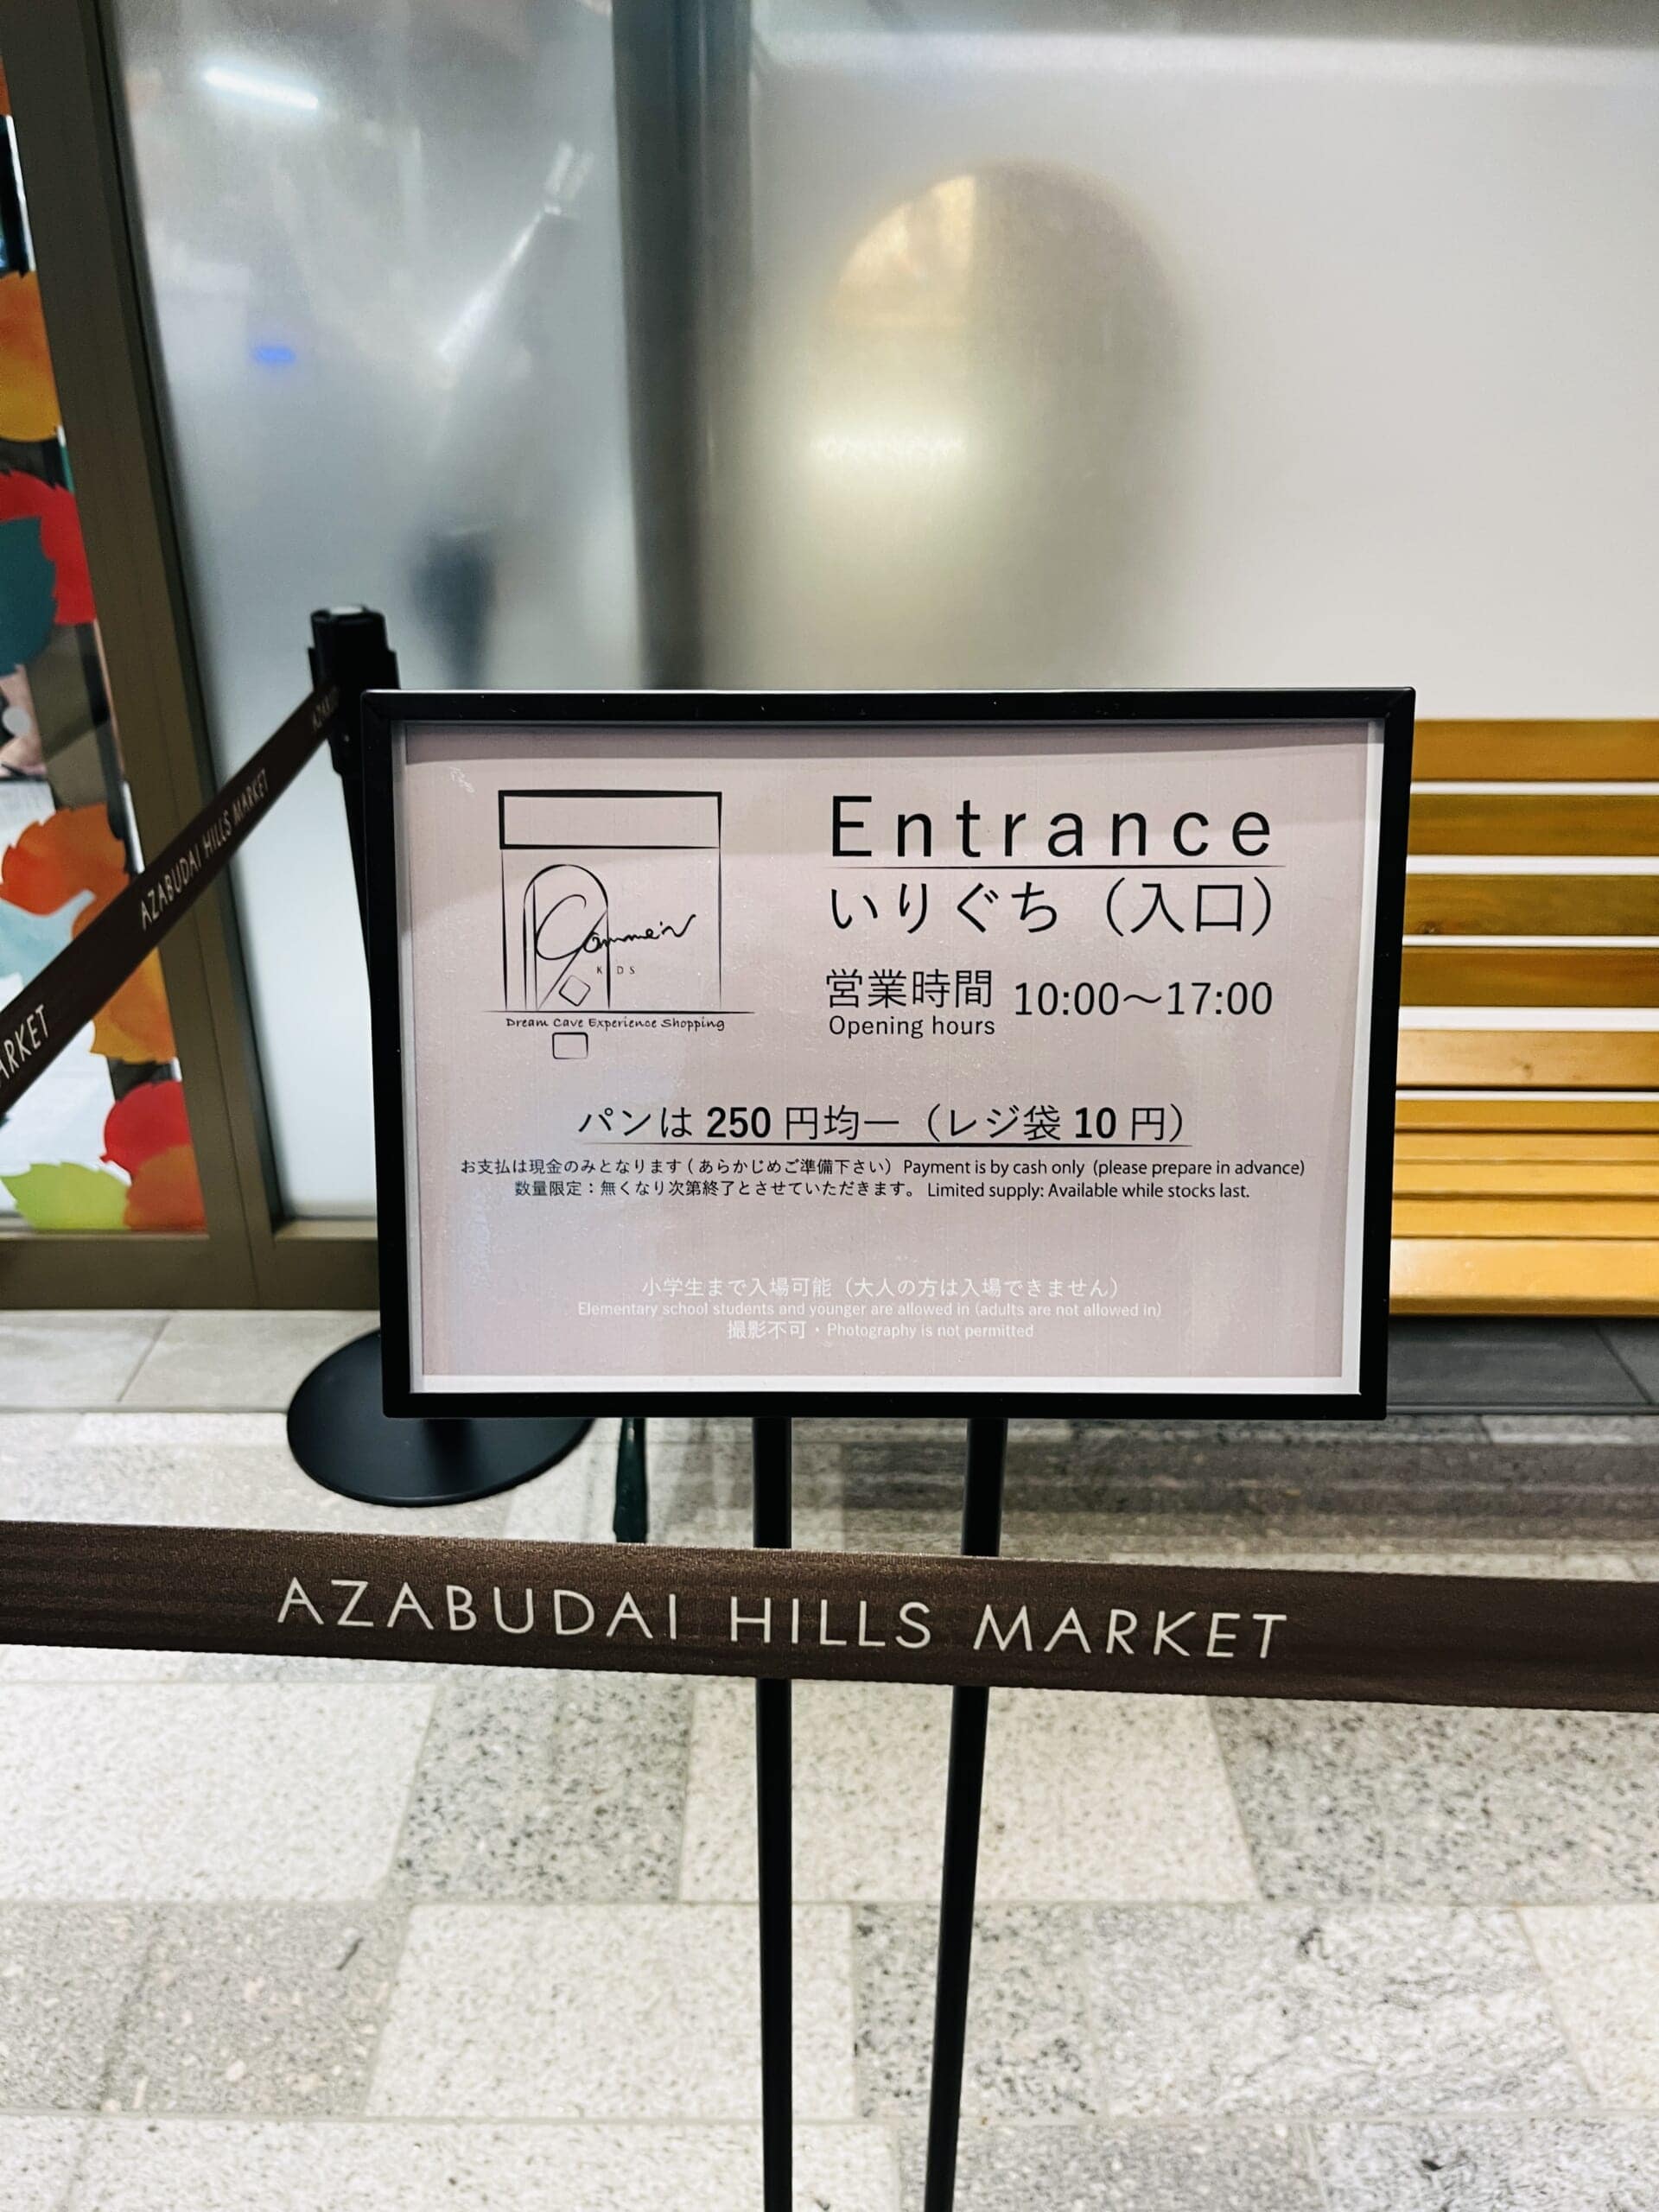 AZABUDAI HILLS MARKET
ARKET
Comme'N
KIDS
Dream Cave Experience Shopping
Entrance
いりぐち（入口）
営業時間 10:00〜17:00
Opening hours
パンは 250 円均一（レジ袋 10 円）
お支払は現金のみとなります ( あらかじめご準備下さい） Payment is by cash only (please prepare in advance)
数量限定：無くなり次第終了とさせていただきます。 Limited supply: Available while stocks last.
小学生まで入場可能（大人の方は入場できません）
Elementary school students and younger are allowed in (adults are not allowed in)
撮影不可・Photography is not permitted
AZABUDAI HILLS MARKET